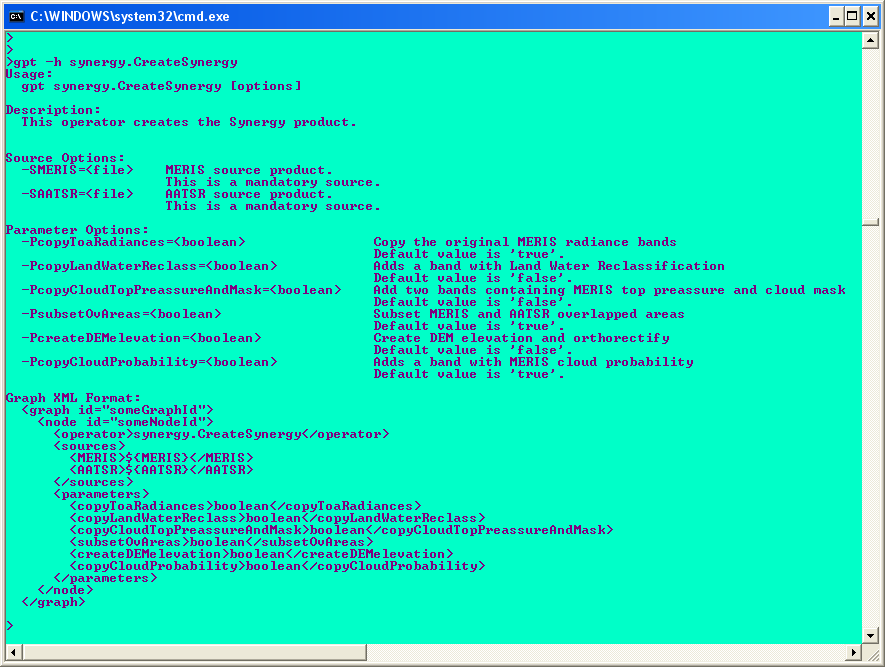 C:\WINDOWS\system32\cmd.exe
>
>
>gpt -h synergy.CreateSynergy
Usage:
  gpt synergy.CreateSynergy [options]

Description:
  This operator creates the Synergy product.


Source Options:
  -SMERIS=<file>    MERIS source product.
                    This is a mandatory source.
  -SAATSR=<file>    AATSR source product.
                    This is a mandatory source.

Parameter Options:
  -PcopyToaRadiances=<boolean>                Copy the original MERIS radiance bands
                                              Default value is 'true'.
  -PcopyLandWaterReclass=<boolean>            Adds a band with Land Water Reclassification
                                              Default value is 'false'.
  -PcopyCloudTopPreassureAndMask=<boolean>    Add two bands containing MERIS top preassure and cloud mask
                                              Default value is 'false'.
  -PsubsetOvAreas=<boolean>                   Subset MERIS and AATSR overlapped areas
                                              Default value is 'true'.
  -PcreateDEMelevation=<boolean>              Create DEM elevation and orthorectify
                                              Default value is 'false'.
  -PcopyCloudProbability=<boolean>            Adds a band with MERIS cloud probability
                                              Default value is 'true'.

Graph XML Format:
  <graph id="someGraphId">
    <node id="someNodeId">
      <operator>synergy.CreateSynergy</operator>
      <sources>
        <MERIS>${MERIS}</MERIS>
        <AATSR>${AATSR}</AATSR>
      </sources>
      <parameters>
        <copyToaRadiances>boolean</copyToaRadiances>
        <copyLandWaterReclass>boolean</copyLandWaterReclass>
        <copyCloudTopPreassureAndMask>boolean</copyCloudTopPreassureAndMask>
        <subsetOvAreas>boolean</subsetOvAreas>
        <createDEMelevation>boolean</createDEMelevation>
        <copyCloudProbability>boolean</copyCloudProbability>
      </parameters>
    </node>
  </graph>

>